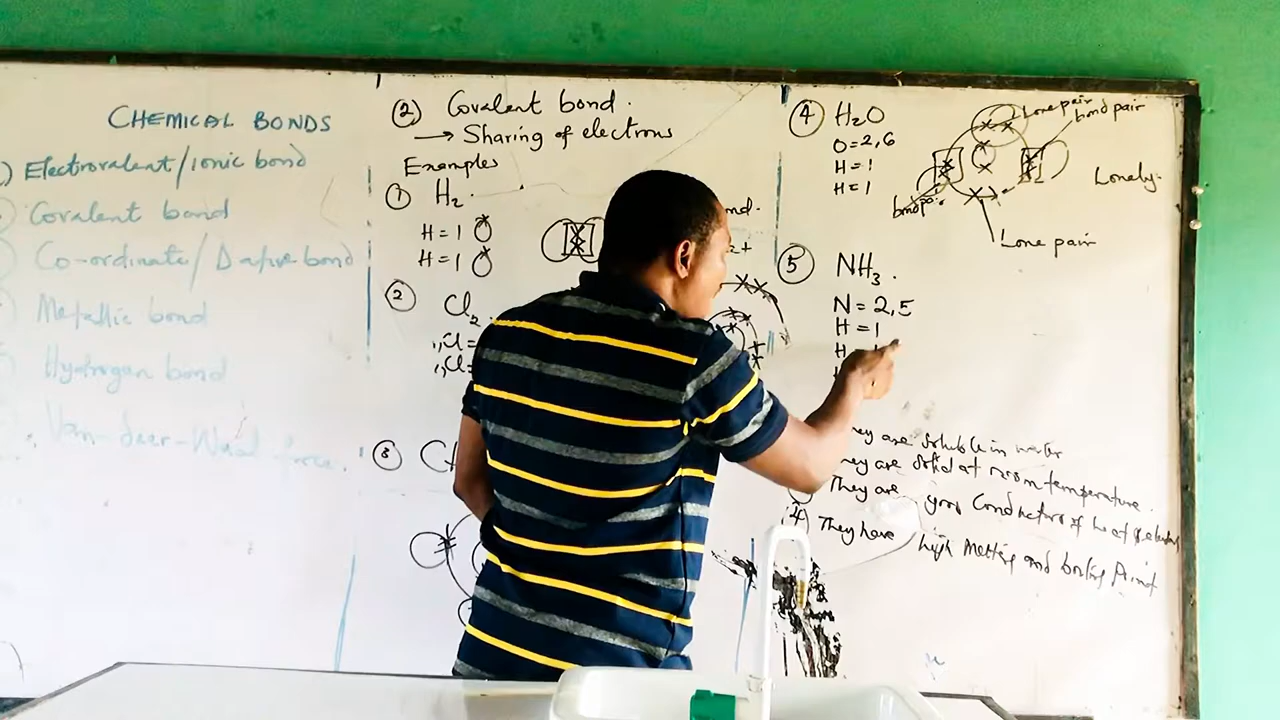 CHEMICAL BONDS
) Electrovalent/ionic bond
Covalent bond
Co-ordinate/Dative bond
Metallic bond
Hydrogen bond
Van-deer-Waal force.
② Covalent bond.
→ Sharing of electrons
Examples
① H₂.
H = 1
H = 1
② Cl₂
Cl=
Cl=
③
④ H₂O
O=2,6
H=1
H=1
Lone pair
bond pair
bond pair
Lone pair
Lonely.
⑤ NH₃.
N = 2,5
H = 1
H
are soluble in water
are solid at room temperature.
They are good Conductors of heat
④ They have high Melting and boiling Point